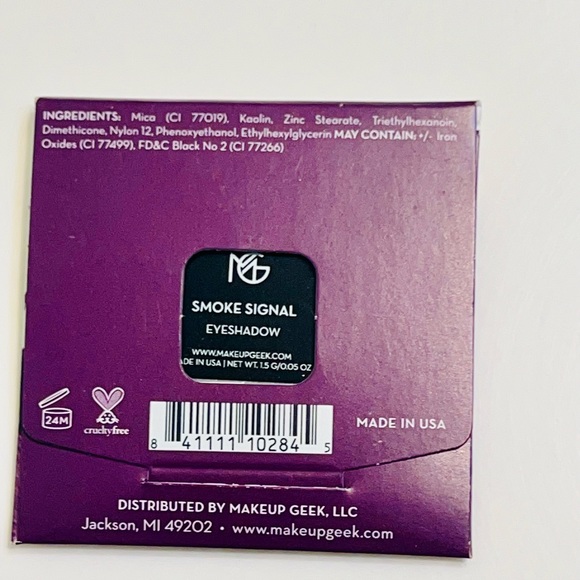 INGREDIENTS: Mica (CI 77019), Kaolin, Zinc Stearate, Triethylhexanoin,
Dimethicone, Nylon 12, Phenoxyethanol, Ethylhexylglycerin MAY CONTAIN: +/- Iron
Oxides (CI 77499), FD&C Black No 2 (CI 77266)
MG
SMOKE SIGNAL
EYESHADOW
WWW.MAKEUPGEEK.COM
ADE IN USA | NET WT. 1.5 G/0.05 OZ
24M
crueltyfree
8 41111 10284 5
MADE IN USA
DISTRIBUTED BY MAKEUP GEEK, LLC
Jackson, MI 49202 • www.makeupgeek.com